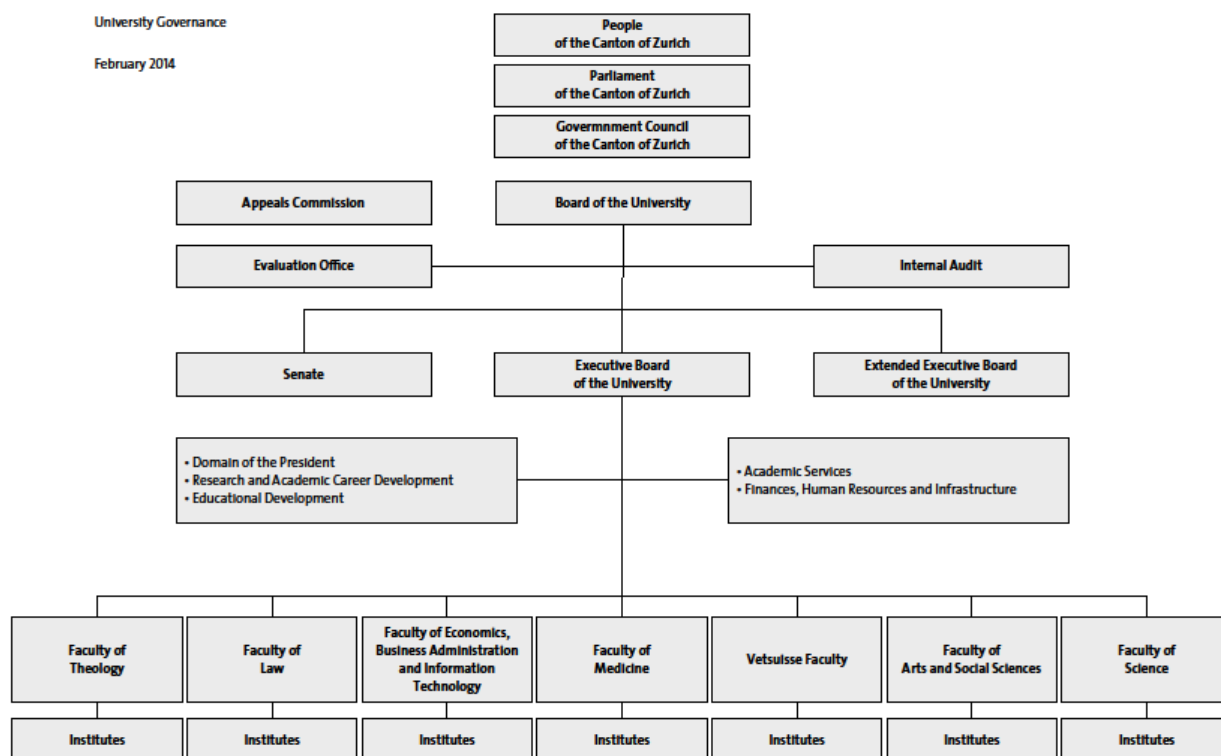 University Governance
February 2014
People
of the Canton of Zurich
Parliament
of the Canton of Zurich
Govermnment Council
of the Canton of Zurich
Appeals Commission
Board of the University
Evaluation Office
Internal Audit
Senate
Executive Board
of the University
Extended Executive Board
of the University
• Domain of the President
• Research and Academic Career Development
• Educational Development
• Academic Services
• Finances, Human Resources and Infrastructure
Faculty of
Theology
Faculty of
Law
Faculty of Economics,
Business Administration
and Information
Technology
Faculty of
Medicine
Vetsuisse Faculty
Faculty of
Arts and Social Sciences
Faculty of
Science
Institutes
Institutes
Institutes
Institutes
Institutes
Institutes
Institutes